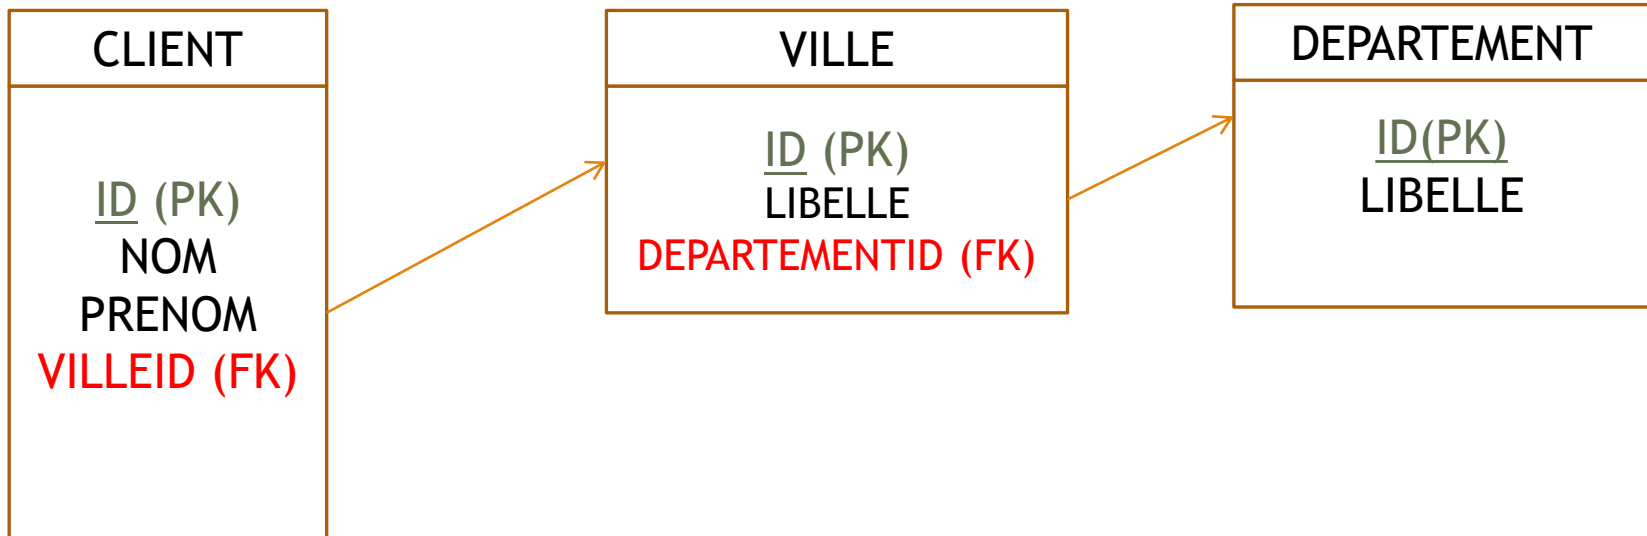 CLIENT
ID (PK)
NOM
PRENOM
VILLEID (FK)
VILLE
ID (PK)
LIBELLE
DEPARTEMENTID (FK)
DEPARTEMENT
ID(PK)
LIBELLE